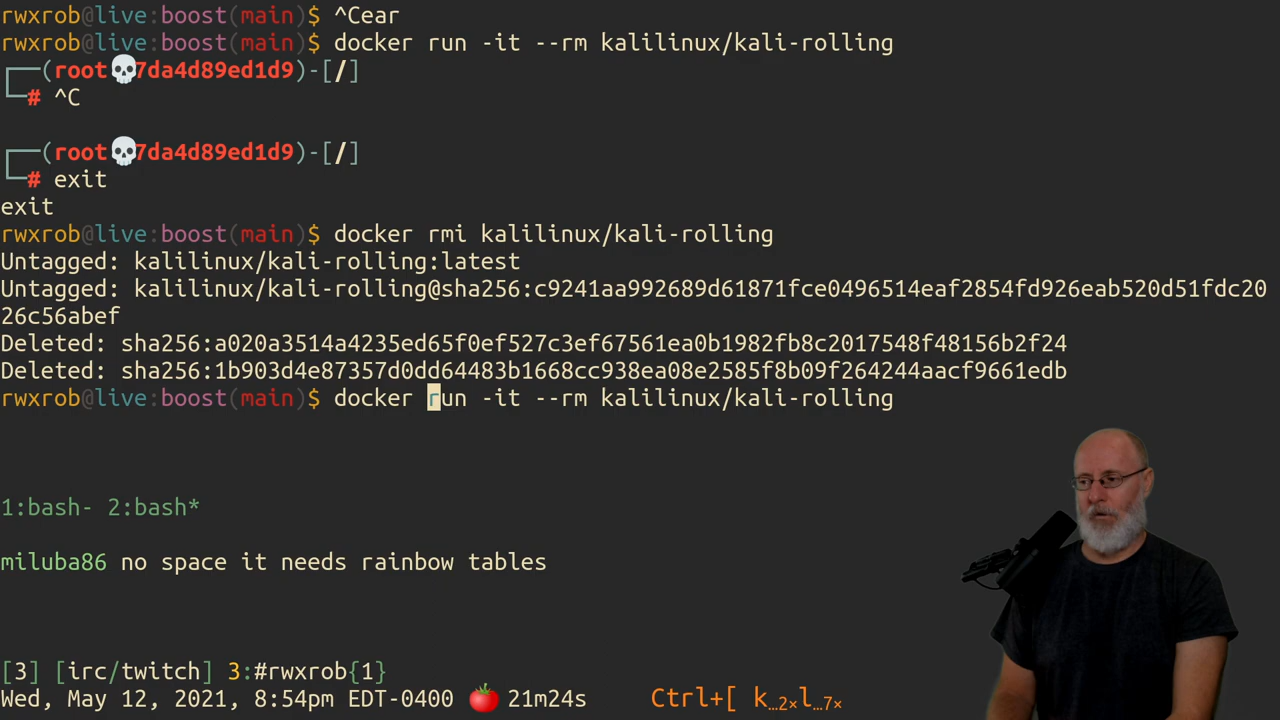 rwxrob@live:boost(main)$ ^Cear
rwxrob@live:boost(main)$ docker run -it --rm kalilinux/kali-rolling
┌──(root💀7da4d89ed1d9)-[/]
└─# ^C
┌──(root💀7da4d89ed1d9)-[/]
└─# exit
exit
rwxrob@live:boost(main)$ docker rmi kalilinux/kali-rolling
Untagged: kalilinux/kali-rolling:latest
Untagged: kalilinux/kali-rolling@sha256:c9241aa992689d61871fce0496514eaf2854fd926eab520d51fdc20
26c56abef
Deleted: sha256:a020a3514a4235ed65f0ef527c3ef67561ea0b1982fb8c2017548f48156b2f24
Deleted: sha256:1b903d4e87357d0dd64483b1668cc938ea08e2585f8b09f264244aacf9661edb
rwxrob@live:boost(main)$ docker run -it --rm kalilinux/kali-rolling
1:bash- 2:bash*
miluba86 no space it needs rainbow tables
[3] [irc/twitch] 3:#rwxrob{1}
Wed, May 12, 2021, 8:54pm EDT-0400 🍅 21m24s Ctrl+[ k…2×l…7×